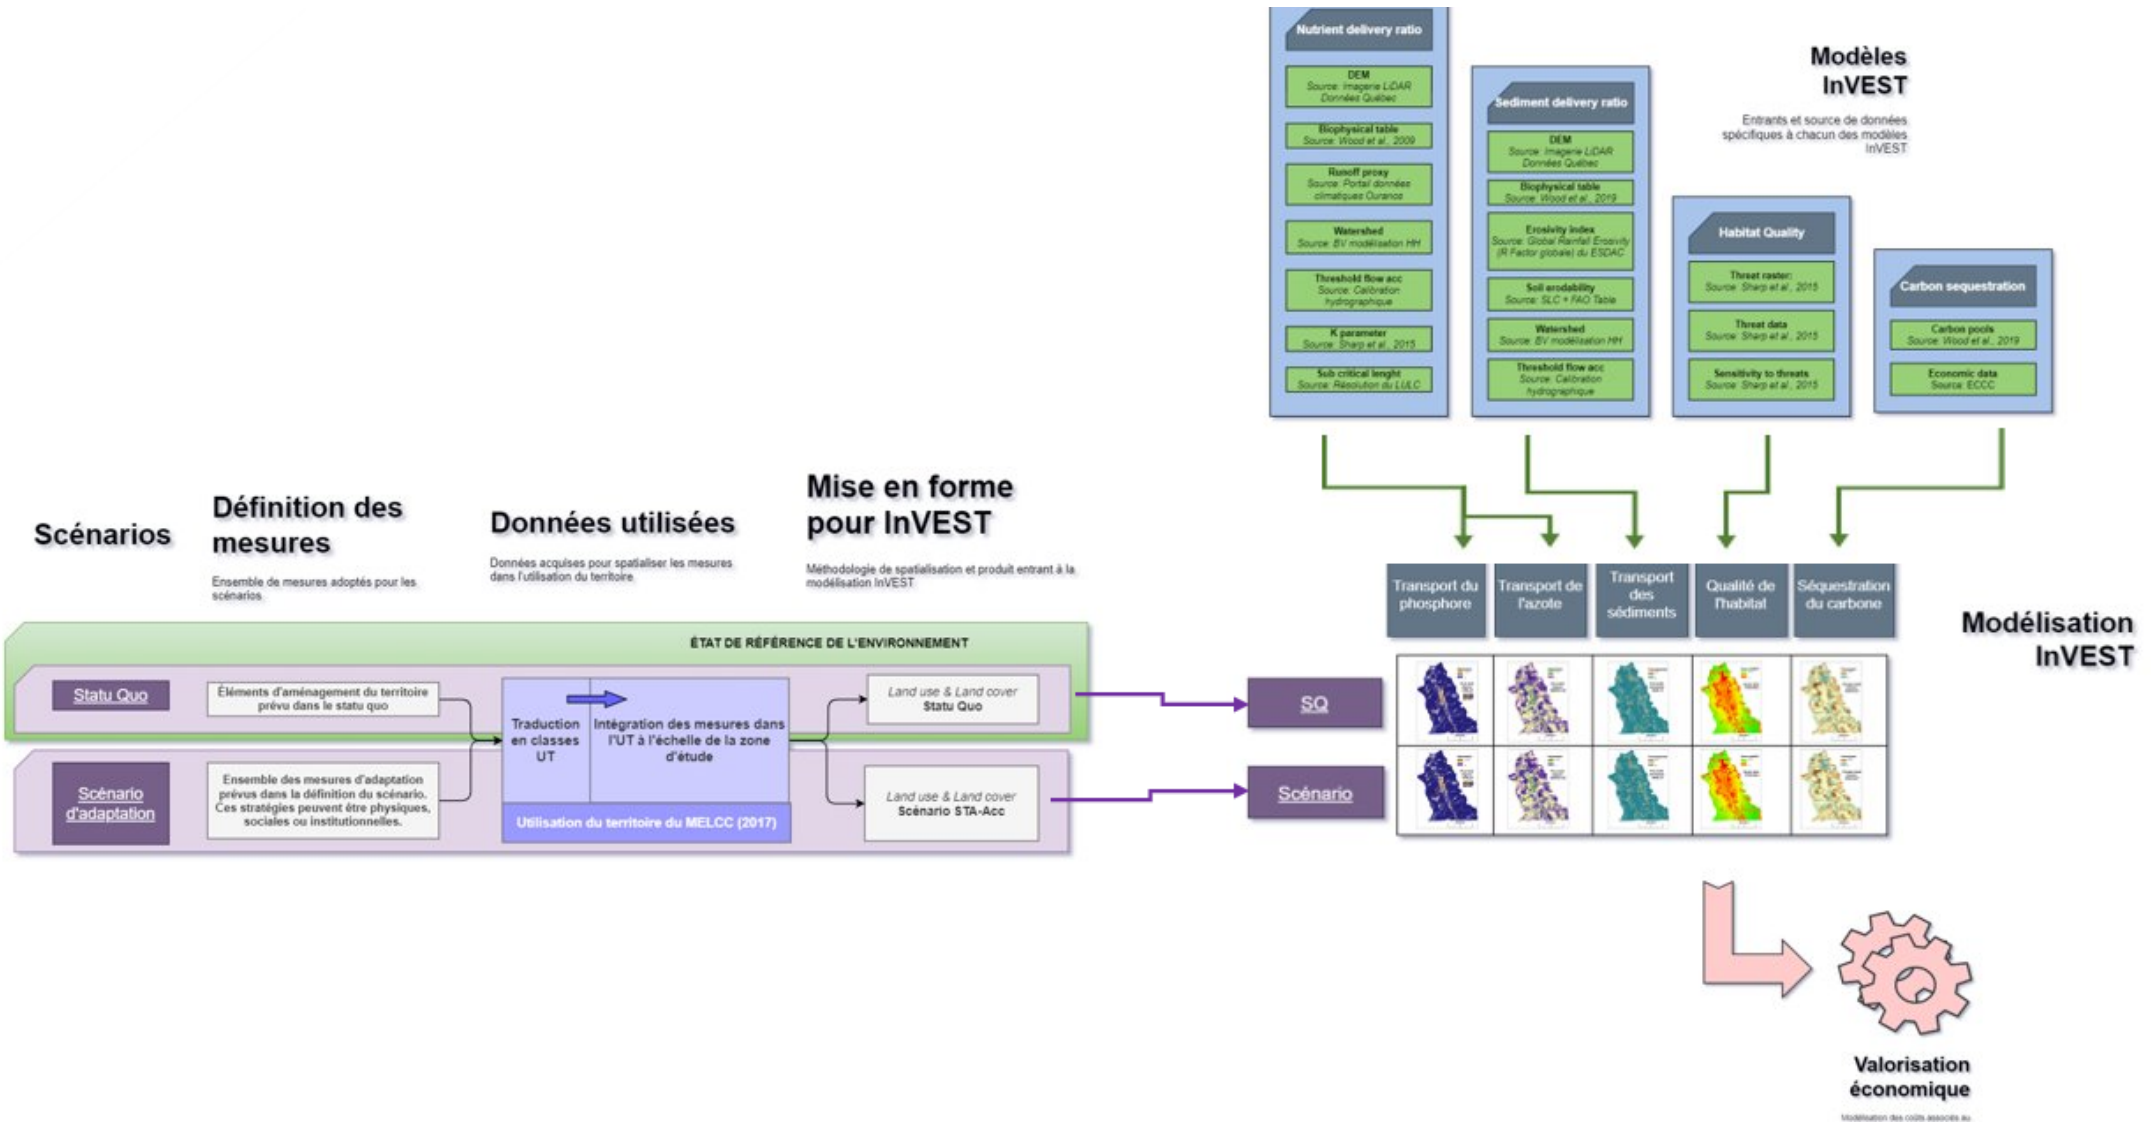 Nutrient delivery ratio
DEM
Source: Imagerie LiDAR
Données Québec
Biophysical table
Source: Wood et al., 2009
Runoff proxy
Source: Portail données
climatiques Ouranos
Watershed
Source: BV modélisation HH
Threshold flow acc
Source: Calibration
hydrographique
K parameter
Source: Sharp et al., 2015
Sub critical lenght
Source: Résolution du LULC
Sediment delivery ratio
DEM
Source: Imagerie LiDAR
Données Québec
Biophysical table
Source: Wood et al., 2019
Erosivity index
Source: Global Rainfall Erosivity
(R Factor globale) du ESDAC
Soil erodability
Source: SLC + FAO Table
Watershed
Source: BV modélisation HH
Threshold flow acc
Source: Calibration
hydrographique
Habitat Quality
Threat raster:
Source: Sharp et al., 2015
Threat data
Source: Sharp et al., 2015
Sensitivity to threats
Source: Sharp et al., 2015
Carbon sequestration
Carbon pools
Source: Wood et al., 2019
Economic data
Source: ECCC
Modèles
InVEST
Entrants et source de données
spécifiques à chacun des modèles
InVEST
Scénarios
Définition des
mesures
Ensemble de mesures adoptés pour les
scénarios
Données utilisées
Données acquises pour spatialiser les mesures
dans l'utilisation du territoire
Mise en forme
pour InVEST
Méthodologie de spatialisation et produit entrant à la
modélisation InVEST
ÉTAT DE RÉFÉRENCE DE L'ENVIRONNEMENT
Statu Quo
Éléments d'aménagement du territoire
prévu dans le statu quo
Scénario
d'adaptation
Ensemble des mesures d'adaptation
prévus dans la définition du scénario.
Ces stratégies peuvent être physiques,
sociales ou institutionnelles.
Traduction
en classes
UT
Intégration des mesures dans
l'UT à l'échelle de la zone
d'étude
Utilisation du territoire du MELCC (2017)
Land use & Land cover
Statu Quo
Land use & Land cover
Scénario STA-Acc
SQ
Scénario
Transport du
phosphore
Transport de
l'azote
Transport
des
sédiments
Qualité de
l'habitat
Séquestration
du carbone
Modélisation
InVEST
Valorisation
économique
Modélisation des coûts associés au